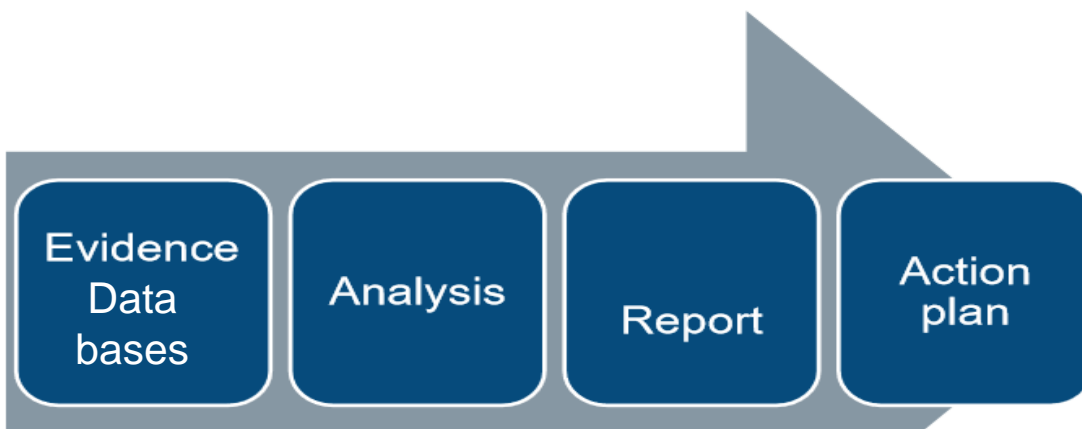 Evidence
Data
bases
Analysis
Report
Action
plan